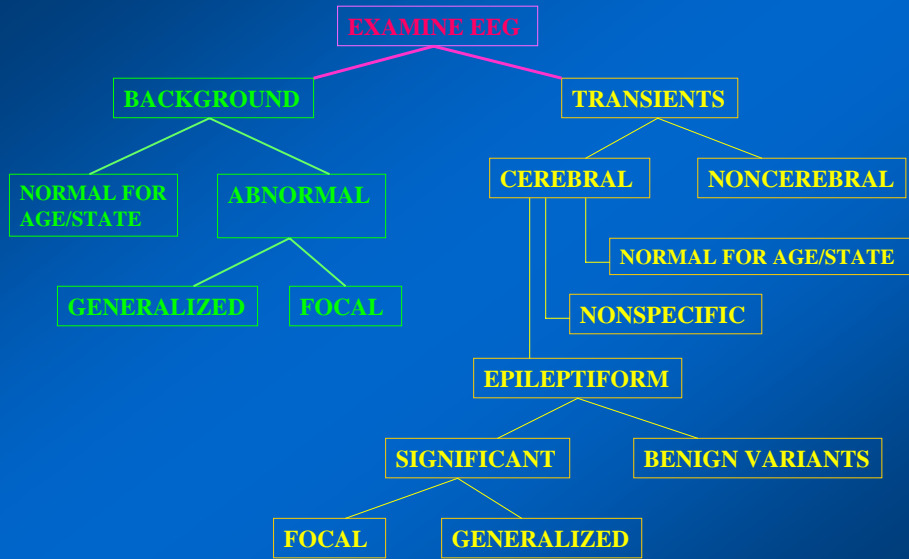 EXAMINE EEG
BACKGROUND
TRANSIENTS
NORMAL FOR
AGE/STATE
ABNORMAL
CEREBRAL
NONCEREBRAL
NORMAL FOR AGE/STATE
GENERALIZED
FOCAL
NONSPECIFIC
EPILEPTIFORM
SIGNIFICANT
BENIGN VARIANTS
FOCAL
GENERALIZED